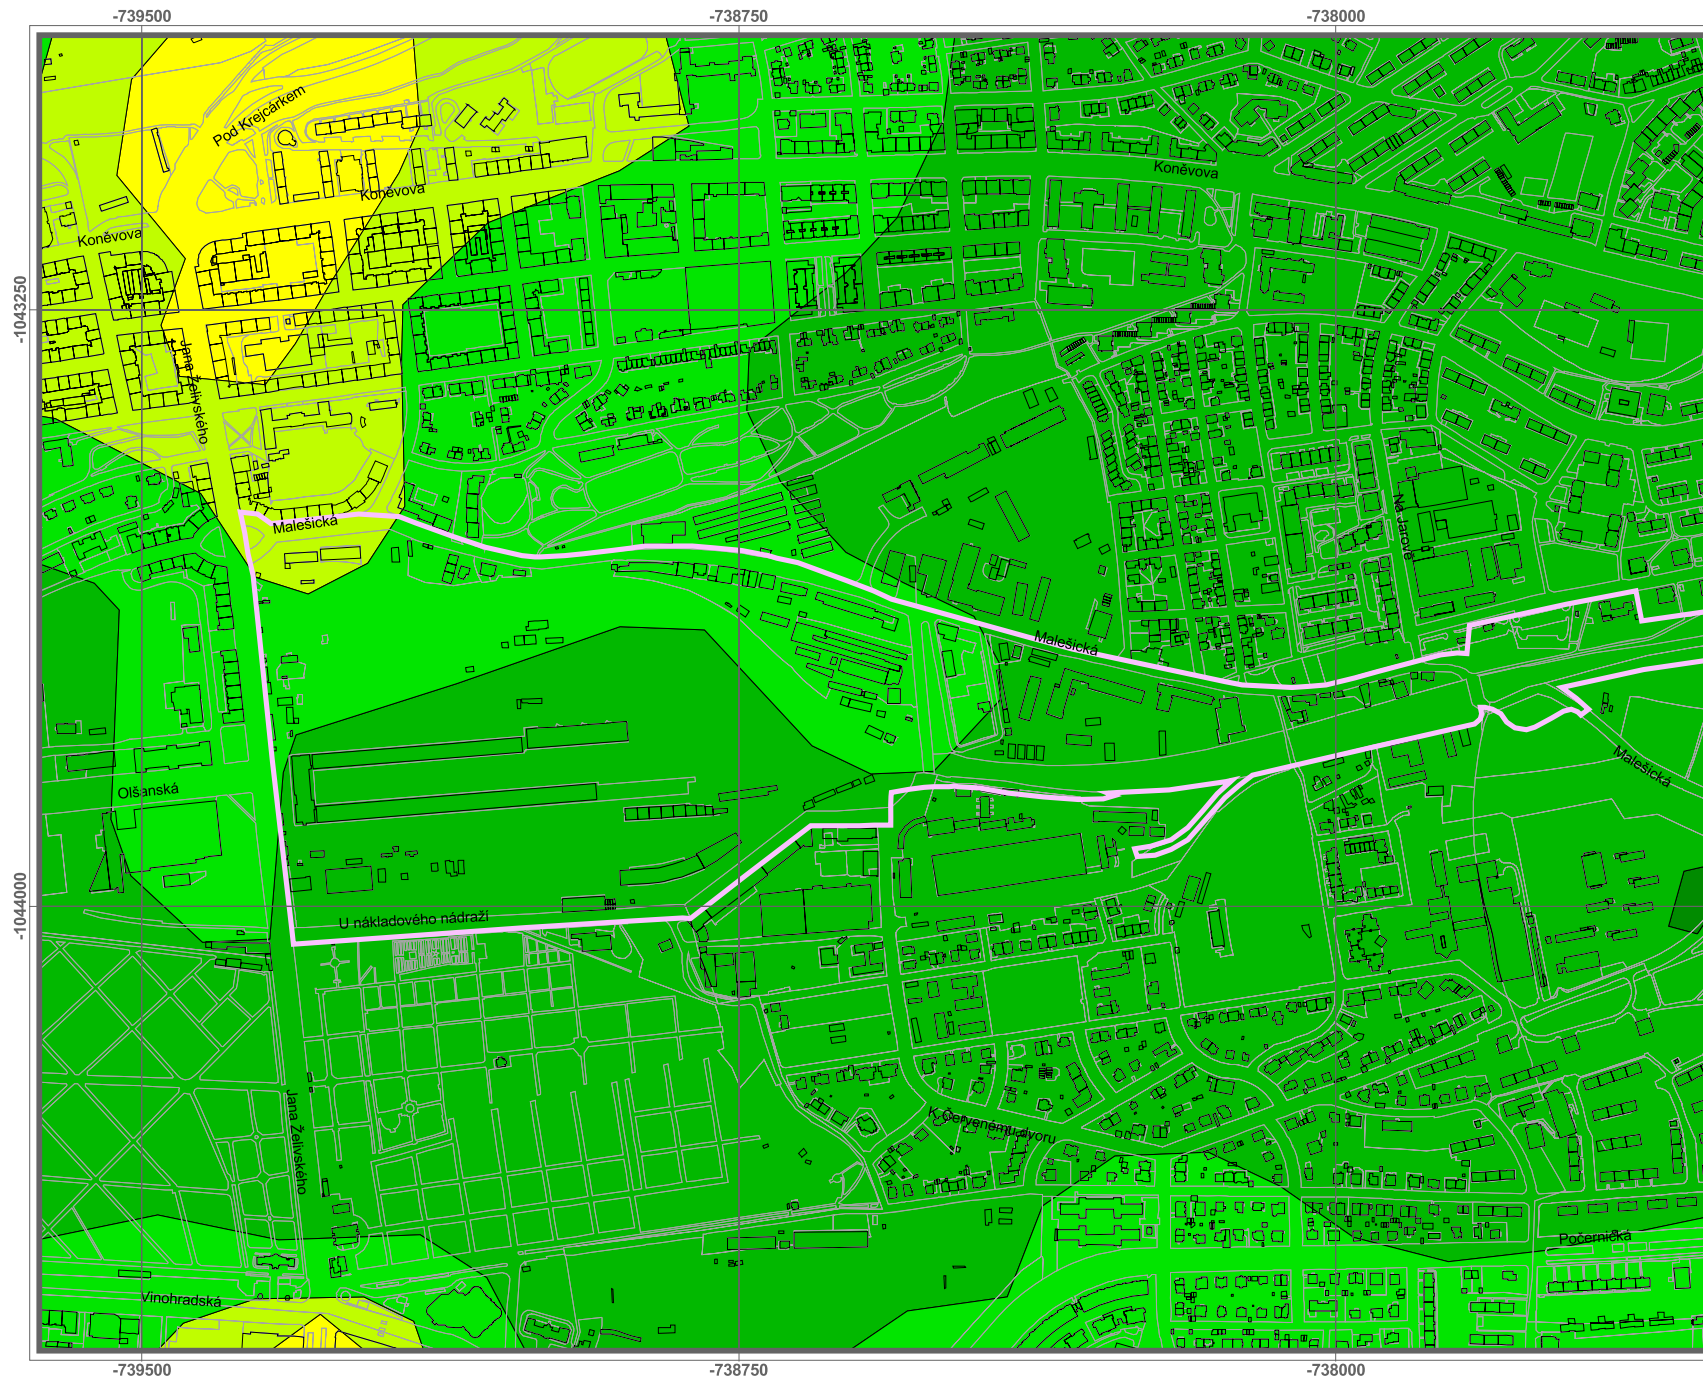 -739500
-738750
-738000
Pod Krejcárkem
Koněvova
Koněvova
Koněvova
-1043250
Jana Želivského
Malešická
Na Jarově
Malešická
Malešická
Olšanská
-1044000
U nákladového nádraží
Jana Želivského
K Červenému dvoru
Počernická
Vinohradská
-739500
-738750
-738000